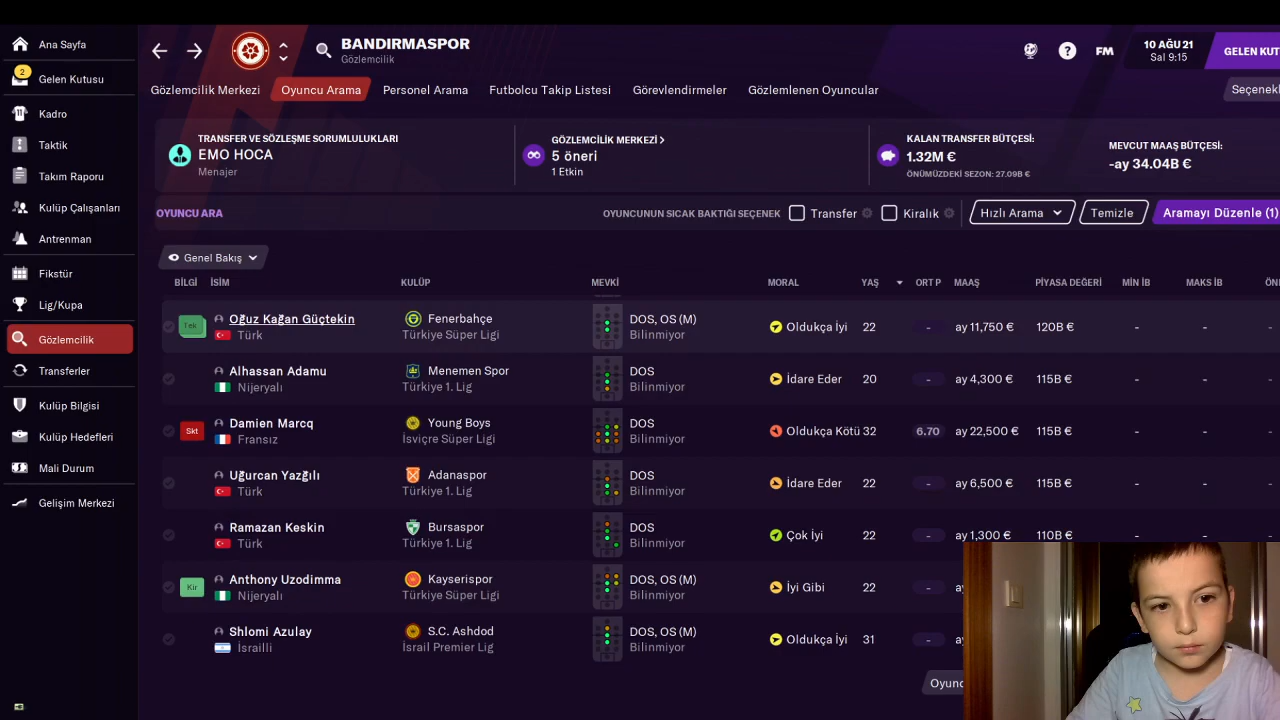 Ana Sayfa
2
Gelen Kutusu
Kadro
Taktik
Takım Raporu
Kulüp Çalışanları
Antrenman
Fikstür
Lig/Kupa
Gözlemcilik
Transferler
Kulüp Bilgisi
Kulüp Hedefleri
Mali Durum
Gelişim Merkezi
BANDIRMASPOR
Gözlemcilik
? FM
10 AĞU 21
Sal 9:15
GELEN KUT
Gözlemcilik Merkezi Oyuncu Arama Personel Arama Futbolcu Takip Listesi Görevlendirmeler Gözlemlenen Oyuncular Seçenekl
TRANSFER VE SÖZLEŞME SORUMLULUKLARI
EMO HOCA
Menajer
GÖZLEMCİLİK MERKEZİ >
5 öneri
1 Etkin
KALAN TRANSFER BÜTÇESİ:
1.32M €
ÖNÜMÜZDEKİ SEZON: 27.09B €
MEVCUT MAAŞ BÜTÇESİ:
-ay 34.04B €
OYUNCU ARA OYUNCUNUN SICAK BAKTIĞI SEÇENEK Transfer Kiralık Hızlı Arama Temizle Aramayı Düzenle (1)
Genel Bakış
BİLGİ İSİM KULÜP MEVKİ MORAL YAŞ ORT P MAAŞ PİYASA DEĞERİ MİN İB MAKS İB ÖNİ
Tek Oğuz Kağan Güçtekin Fenerbahçe DOS, OS (M) Oldukça İyi 22 - ay 11,750 € 120B € - -
Türk Türkiye Süper Ligi Bilinmiyor
Alhassan Adamu Menemen Spor DOS İdare Eder 20 - ay 4,300 € 115B € - -
Nijeryalı Türkiye 1. Lig Bilinmiyor
Skt Damien Marcq Young Boys DOS Oldukça Kötü 32 6.70 ay 22,500 € 115B € - -
Fransız İsviçre Süper Ligi Bilinmiyor
Uğurcan Yazğılı Adanaspor DOS İdare Eder 22 - ay 6,500 € 115B € - -
Türk Türkiye 1. Lig Bilinmiyor
Ramazan Keskin Bursaspor DOS Çok İyi 22 - ay 1,300 € 110B € - -
Türk Türkiye 1. Lig Bilinmiyor
Kir Anthony Uzodimma Kayserispor DOS, OS (M) İyi Gibi 22 -
Nijeryalı Türkiye Süper Ligi Bilinmiyor
Shlomi Azulay S.C. Ashdod DOS, OS (M) Oldukça İyi 31 -
İsrailli İsrail Premier Lig Bilinmiyor
Oyunc